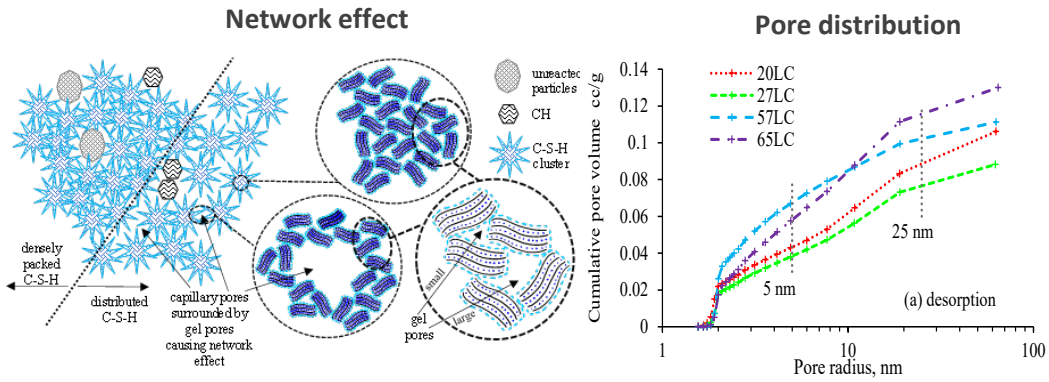 Network effect
unreacted
particles
CH
C-S-H
cluster
densely
packed
C-S-H
distributed
C-S-H
capillary pores
surrounded by
gel pores
causing network
effect
small
gel
pores
large
Pore distribution
Cumulative pore volume cc/g
0.14
0.12
0.1
0.08
0.06
0.04
0.02
0
20LC
27LC
57LC
65LC
25 nm
5 nm
(a) desorption
1
10
100
Pore radius, nm